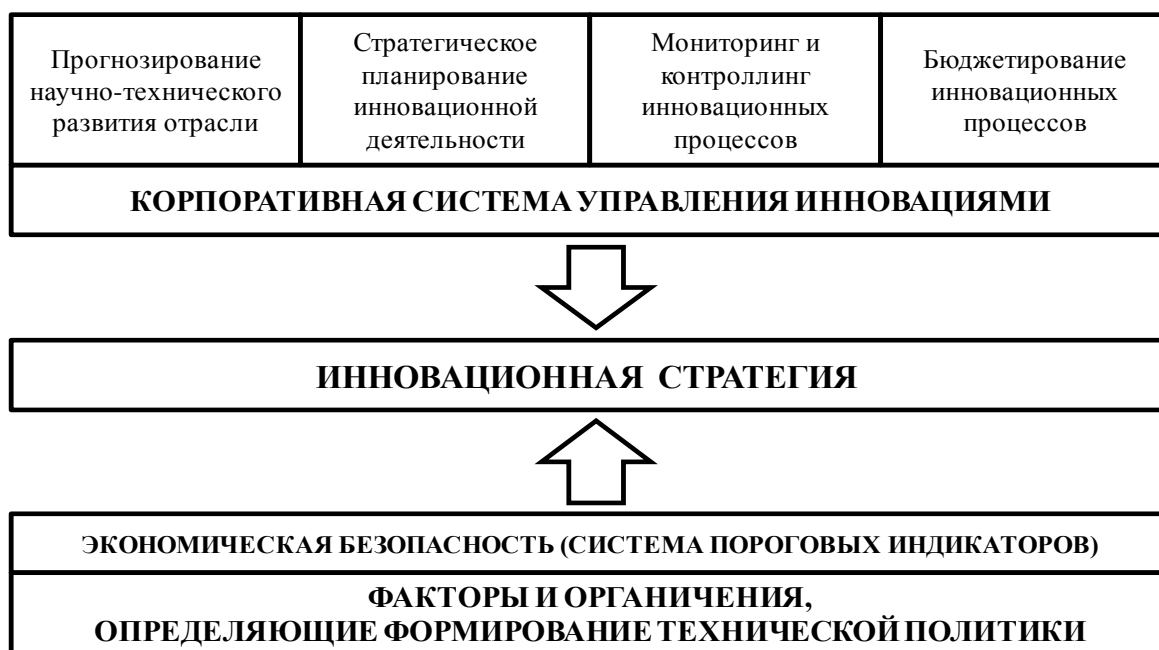 Прогнозирование
научно-технического
развития отрасли
Стратегическое
планирование
инновационной
деятельности
Мониторинг и
контроллинг
инновационных
процессов
Бюджетирование
инновационных
процессов
КОРПОРАТИВНАЯ СИСТЕМА УПРАВЛЕНИЯ ИННОВАЦИЯМИ
ИННОВАЦИОННАЯ СТРАТЕГИЯ
ЭКОНОМИЧЕСКАЯ БЕЗОПАСНОСТЬ (СИСТЕМА ПОРОГОВЫХ ИНДИКАТОРОВ)
ФАКТОРЫ И ОРГАНИЧЕНИЯ,
ОПРЕДЕЛЯЮЩИЕ ФОРМИРОВАНИЕ ТЕХНИЧЕСКОЙ ПОЛИТИКИ